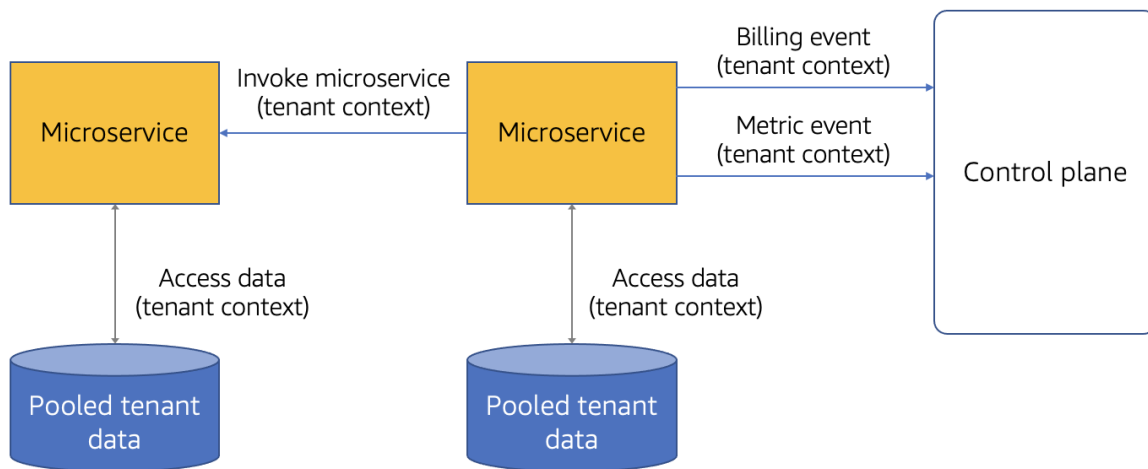 Billing event
(tenant context)
Invoke microservice
(tenant context)
Microservice
Microservice
Metric event
(tenant context)
Control plane
Access data
(tenant context)
Access data
(tenant context)
Pooled tenant
data
Pooled tenant
data